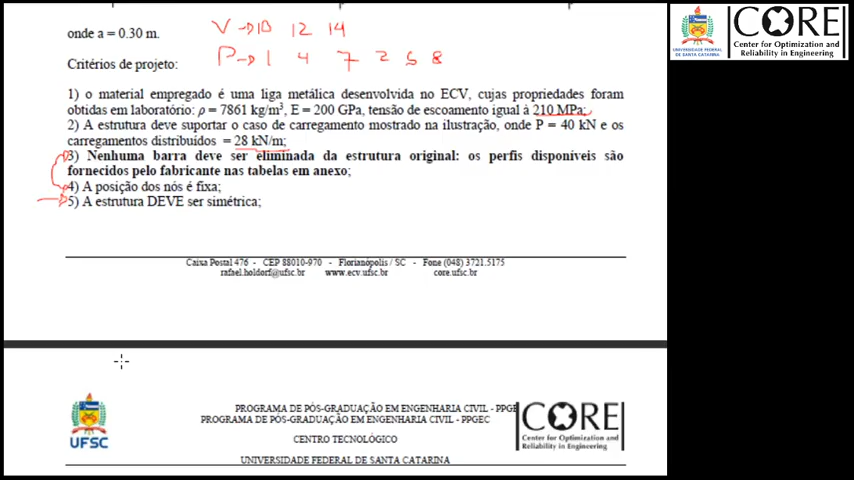 onde a = 0.30 m.
V → 10 12 14
Critérios de projeto:
P → 1 4 7 2 5 8
1) o material empregado é uma liga metálica desenvolvida no ECV, cujas propriedades foram
obtidas em laboratório: ρ = 7861 kg/m³, E = 200 GPa, tensão de escoamento igual à 210 MPa;
2) A estrutura deve suportar o caso de carregamento mostrado na ilustração, onde P = 40 kN e os
carregamentos distribuídos = 28 kN/m;
3) Nenhuma barra deve ser eliminada da estrutura original: os perfis disponíveis são
fornecidos pelo fabricante nas tabelas em anexo;
4) A posição dos nós é fixa;
5) A estrutura DEVE ser simétrica;
Caixa Postal 476 - CEP 88010-970 - Florianópolis / SC - Fone (048) 3721.5175
rafael.holdorf@ufsc.br www.ecv.ufsc.br core.ufsc.br
UFSC
PROGRAMA DE PÓS-GRADUAÇÃO EM ENGENHARIA CIVIL - PPGE
PROGRAMA DE PÓS-GRADUAÇÃO EM ENGENHARIA CIVIL - PPGEC
CENTRO TECNOLÓGICO
UNIVERSIDADE FEDERAL DE SANTA CATARINA
CORE
Center for Optimization and
Reliability in Engineering
UNIVERSIDADE FEDERAL
DE SANTA CATARINA
CORE
Center for Optimization and
Reliability in Engineering